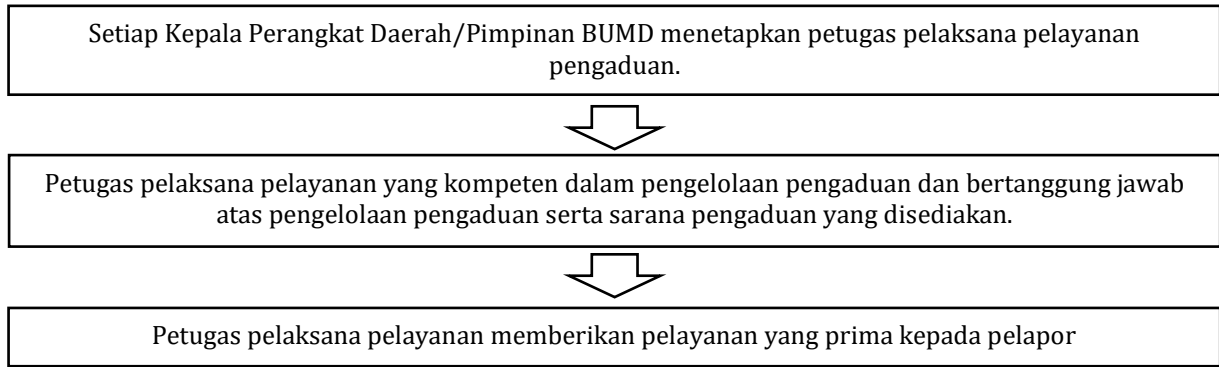 Setiap Kepala Perangkat Daerah/Pimpinan BUMD menetapkan petugas pelaksana pelayanan
pengaduan.
Petugas pelaksana pelayanan yang kompeten dalam pengelolaan pengaduan dan bertanggung jawab
atas pengelolaan pengaduan serta sarana pengaduan yang disediakan.
Petugas pelaksana pelayanan memberikan pelayanan yang prima kepada pelapor